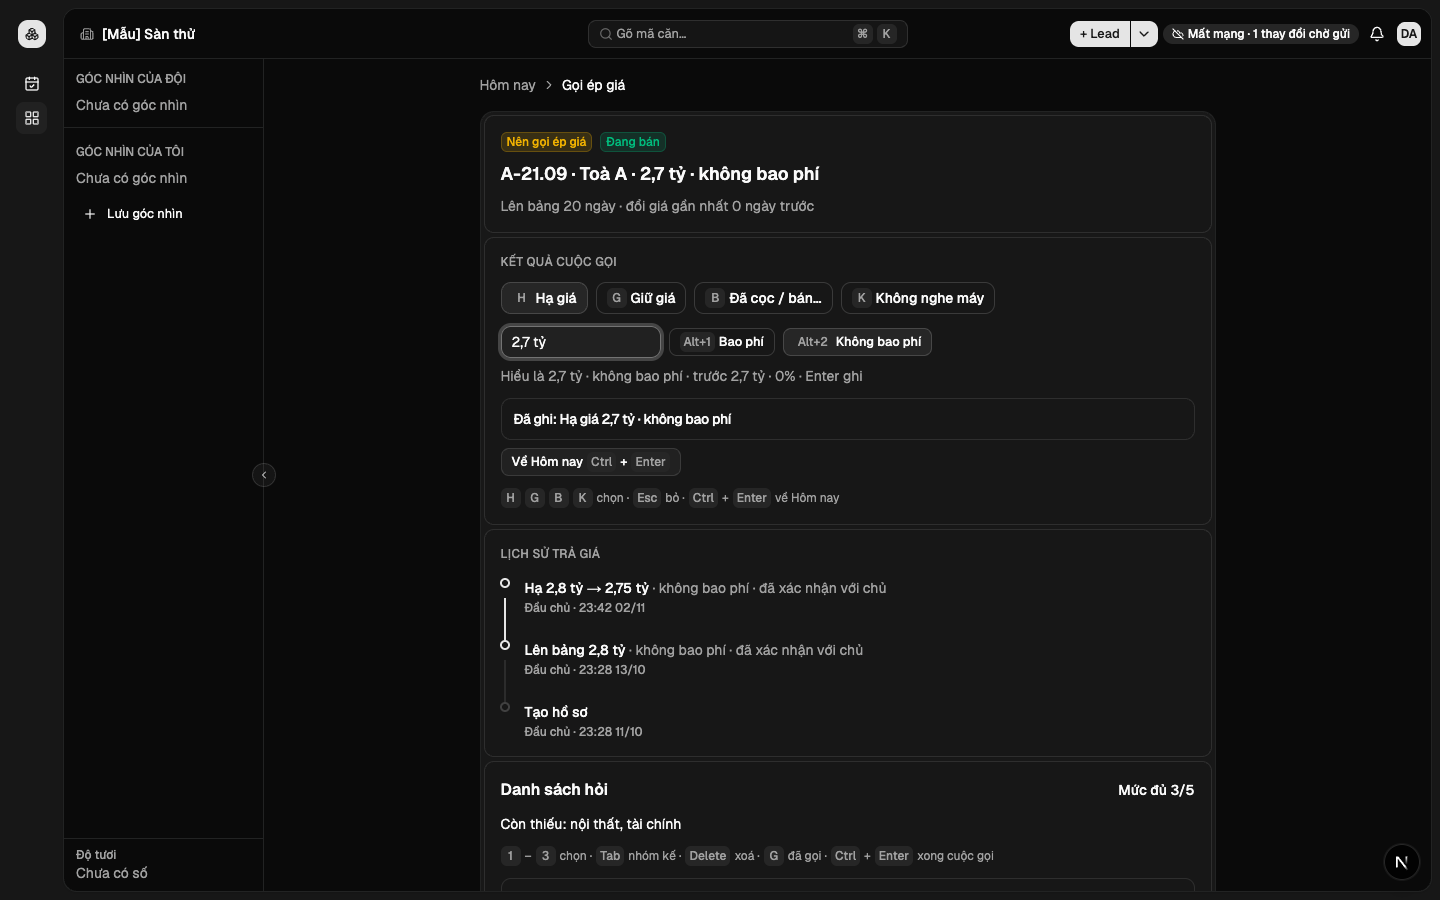 [Mẫu] Sàn thử
Gõ mã căn...
⌘ K
+ Lead
Mất mạng · 1 thay đổi chờ gửi
DA
GÓC NHÌN CỦA ĐỘI
Chưa có góc nhìn
GÓC NHÌN CỦA TÔI
Chưa có góc nhìn
+ Lưu góc nhìn
Độ tươi
Chưa có số
Hôm nay > Gọi ép giá
Nên gọi ép giá Đang bán
A-21.09 · Toà A · 2,7 tỷ · không bao phí
Lên bảng 20 ngày · đổi giá gần nhất 0 ngày trước
KẾT QUẢ CUỘC GỌI
H Hạ giá G Giữ giá B Đã cọc / bán... K Không nghe máy
2,7 tỷ Alt+1 Bao phí Alt+2 Không bao phí
Hiểu là 2,7 tỷ · không bao phí · trước 2,7 tỷ · 0% · Enter ghi
Đã ghi: Hạ giá 2,7 tỷ · không bao phí
Về Hôm nay Ctrl + Enter
H G B K chọn · Esc bỏ · Ctrl + Enter về Hôm nay
LỊCH SỬ TRẢ GIÁ
Hạ 2,8 tỷ → 2,75 tỷ · không bao phí · đã xác nhận với chủ
Đầu chủ · 23:42 02/11
Lên bảng 2,8 tỷ · không bao phí · đã xác nhận với chủ
Đầu chủ · 23:28 13/10
Tạo hồ sơ
Đầu chủ · 23:28 11/10
Danh sách hỏi
Mức đủ 3/5
Còn thiếu: nội thất, tài chính
1 – 3 chọn · Tab nhóm kế · Delete xoá · G đã gọi · Ctrl + Enter xong cuộc gọi
N